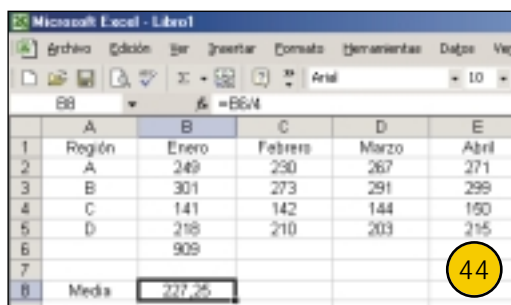 Microsoft Excel - Libro1
Archivo Edición Ver Insertar Formato Herramientas Datos Ve
Σ Arial 10
B8 fx =B6/4
A B C D E
1 Región Enero Febrero Marzo Abril
2 A 249 230 267 271
3 B 301 273 291 299
4 C 141 142 144 150
5 D 218 210 203 215
6 909
7
8 Media 227,25
44